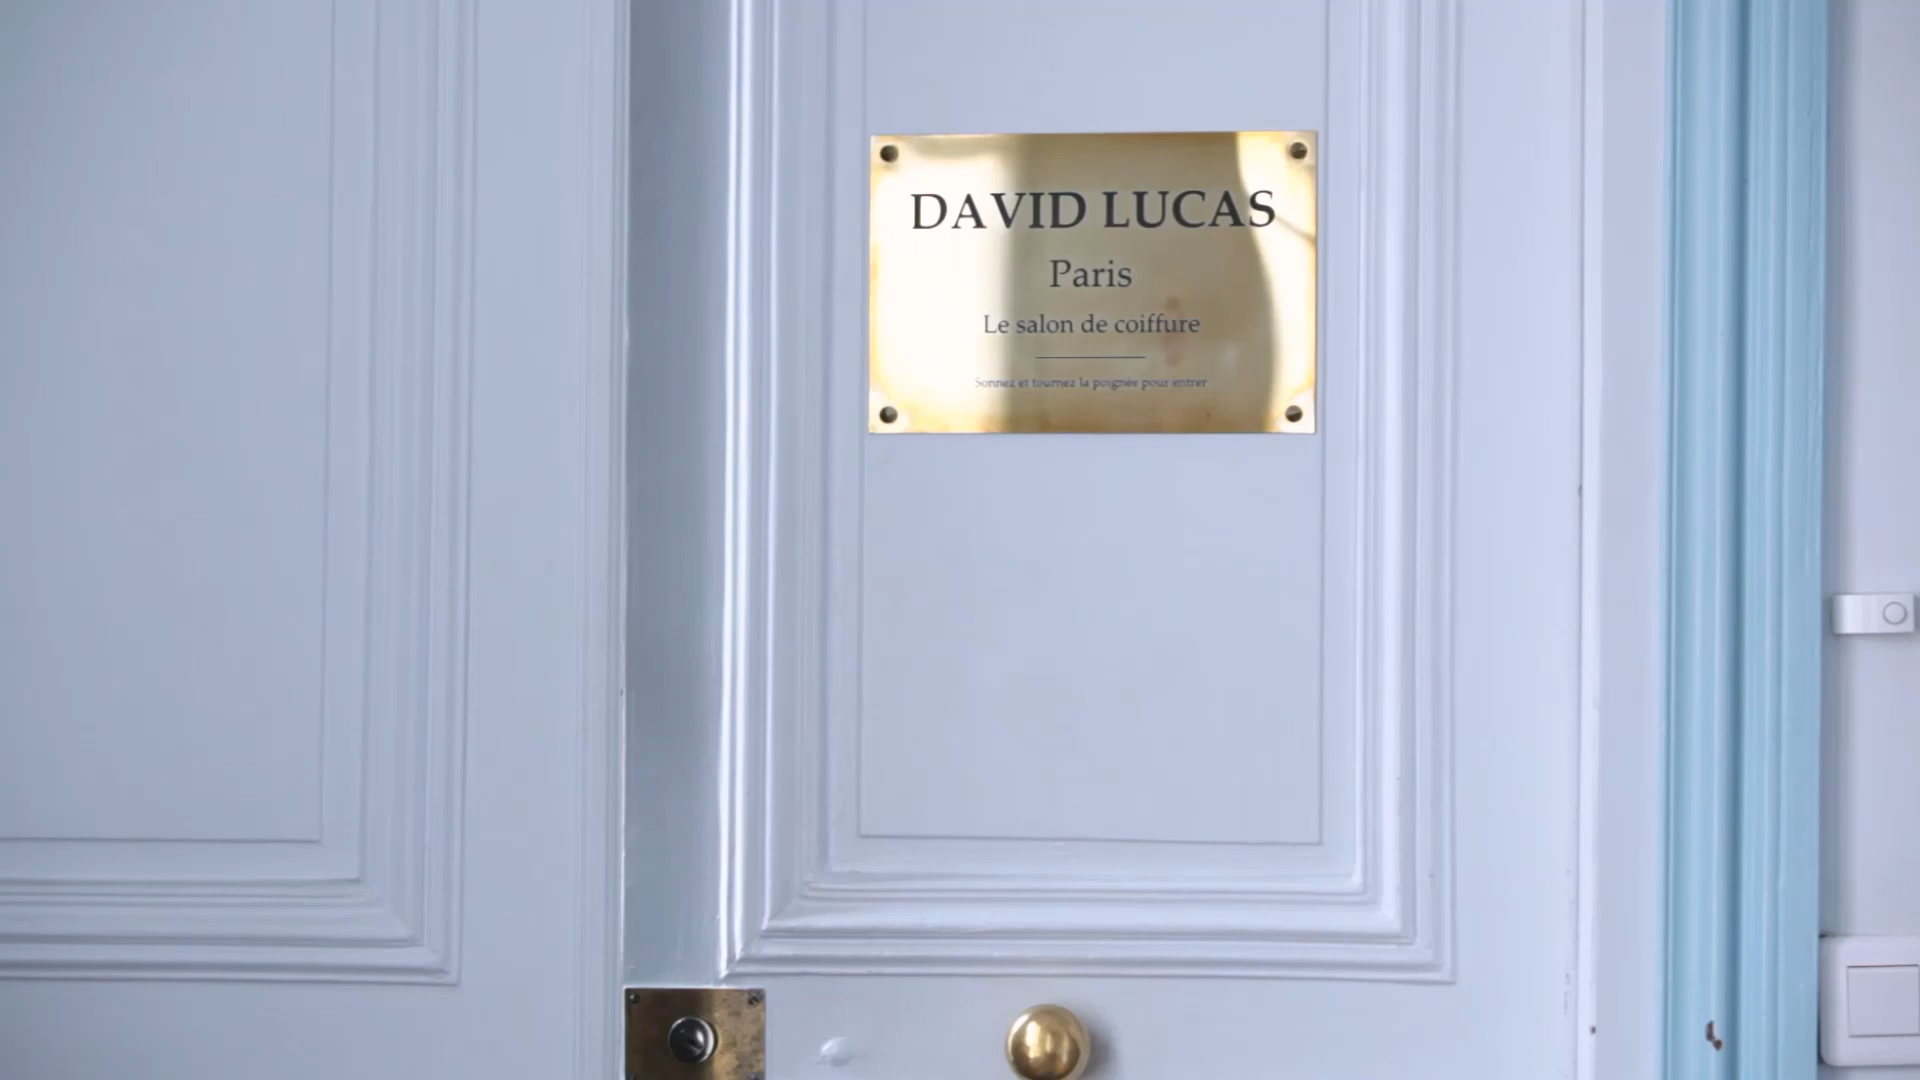 DAVID LUCAS
Paris
Le salon de coiffure
Sonnez et tournez la poignée pour entrer